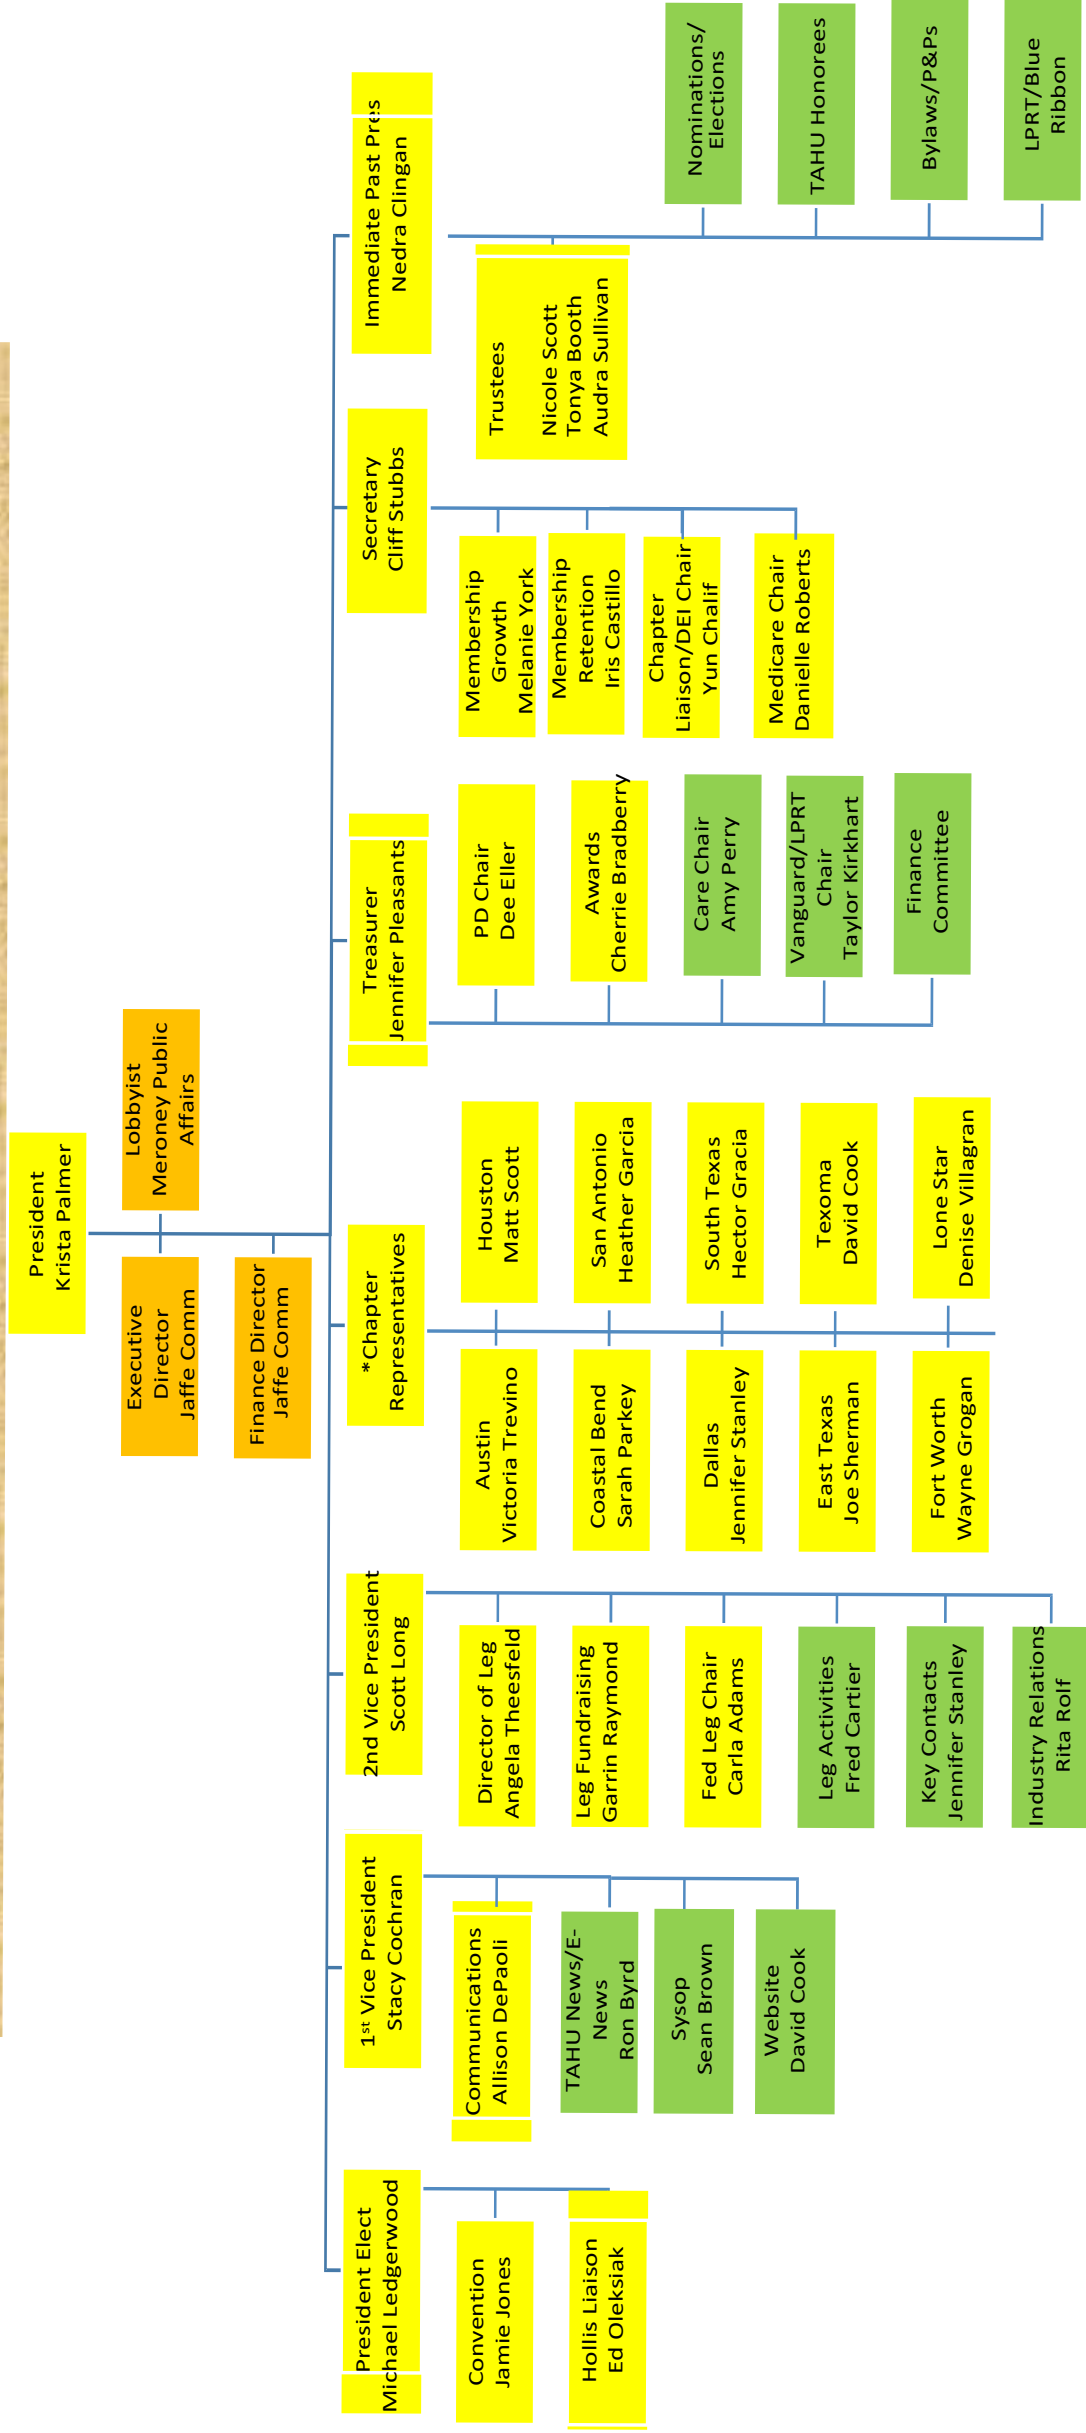 President
Krista Palmer
Executive
Director
Jaffe Comm
Lobbyist
Meroney Public
Affairs
Finance Director
Jaffe Comm
President Elect
Michael Ledgerwood
Convention
Jamie Jones
Hollis Liaison
Ed Oleksiak
1st Vice President
Stacy Cochran
Communications
Allison DePaoli
TAHU News/E-
News
Ron Byrd
Sysop
Sean Brown
Website
David Cook
2nd Vice President
Scott Long
Director of Leg
Angela Theesfeld
Leg Fundraising
Garrin Raymond
Fed Leg Chair
Carla Adams
Leg Activities
Fred Cartier
Key Contacts
Jennifer Stanley
Industry Relations
Rita Rolf
*Chapter
Representatives
Austin
Victoria Trevino
Houston
Matt Scott
Coastal Bend
Sarah Parkey
San Antonio
Heather Garcia
Dallas
Jennifer Stanley
South Texas
Hector Gracia
East Texas
Joe Sherman
Texoma
David Cook
Fort Worth
Wayne Grogan
Lone Star
Denise Villagran
Treasurer
Jennifer Pleasants
PD Chair
Dee Eller
Awards
Cherrie Bradberry
Care Chair
Amy Perry
Vanguard/LPRT
Chair
Taylor Kirkhart
Finance
Committee
Secretary
Cliff Stubbs
Membership
Growth
Melanie York
Membership
Retention
Iris Castillo
Chapter
Liaison/DEI Chair
Yun Chalif
Medicare Chair
Danielle Roberts
Immediate Past Pres
Nedra Clingan
Trustees
Nicole Scott
Tonya Booth
Audra Sullivan
Nominations/
Elections
TAHU Honorees
Bylaws/P&Ps
LPRT/Blue
Ribbon